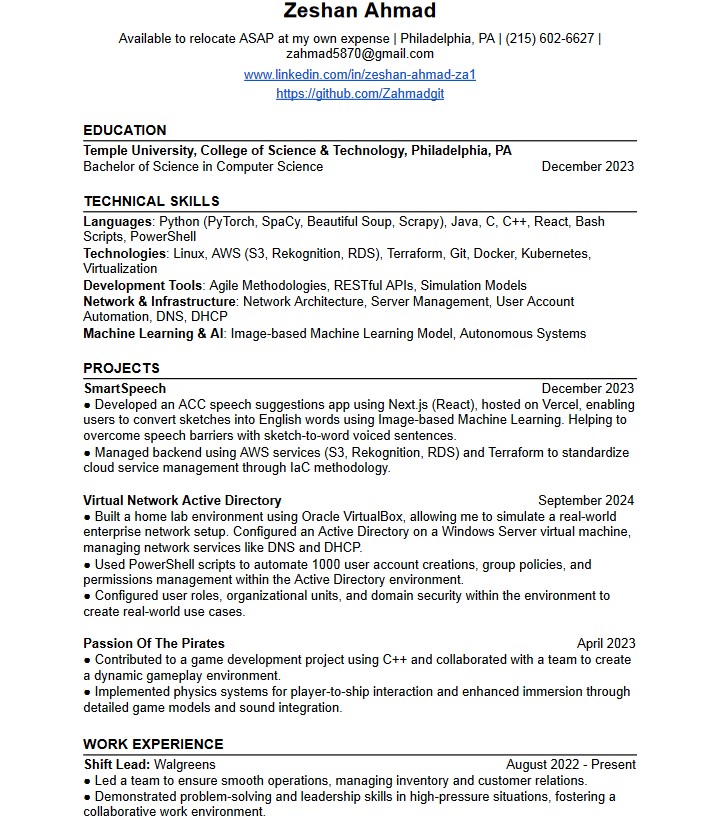 Zeshan Ahmad
Available to relocate ASAP at my own expense | Philadelphia, PA | (215) 602-6627 |
zahmad5870@gmail.com
www.linkedin.com/in/zeshan-ahmad-za1
https://github.com/Zahmadgit
EDUCATION
Temple University, College of Science & Technology, Philadelphia, PA
Bachelor of Science in Computer Science December 2023
TECHNICAL SKILLS
Languages: Python (PyTorch, SpaCy, Beautiful Soup, Scrapy), Java, C, C++, React, Bash
Scripts, PowerShell
Technologies: Linux, AWS (S3, Rekognition, RDS), Terraform, Git, Docker, Kubernetes,
Virtualization
Development Tools: Agile Methodologies, RESTful APIs, Simulation Models
Network & Infrastructure: Network Architecture, Server Management, User Account
Automation, DNS, DHCP
Machine Learning & AI: Image-based Machine Learning Model, Autonomous Systems
PROJECTS
SmartSpeech December 2023
● Developed an ACC speech suggestions app using Next.js (React), hosted on Vercel, enabling
users to convert sketches into English words using Image-based Machine Learning. Helping to
overcome speech barriers with sketch-to-word voiced sentences.
● Managed backend using AWS services (S3, Rekognition, RDS) and Terraform to standardize
cloud service management through IaC methodology.
Virtual Network Active Directory September 2024
● Built a home lab environment using Oracle VirtualBox, allowing me to simulate a real-world
enterprise network setup. Configured an Active Directory on a Windows Server virtual machine,
managing network services like DNS and DHCP.
● Used PowerShell scripts to automate 1000 user account creations, group policies, and
permissions management within the Active Directory environment.
● Configured user roles, organizational units, and domain security within the environment to
create real-world use cases.
Passion Of The Pirates April 2023
● Contributed to a game development project using C++ and collaborated with a team to create
a dynamic gameplay environment.
● Implemented physics systems for player-to-ship interaction and enhanced immersion through
detailed game models and sound integration.
WORK EXPERIENCE
Shift Lead: Walgreens August 2022 - Present
● Led a team to ensure smooth operations, managing inventory and customer relations.
● Demonstrated problem-solving and leadership skills in high-pressure situations, fostering a
collaborative work environment.